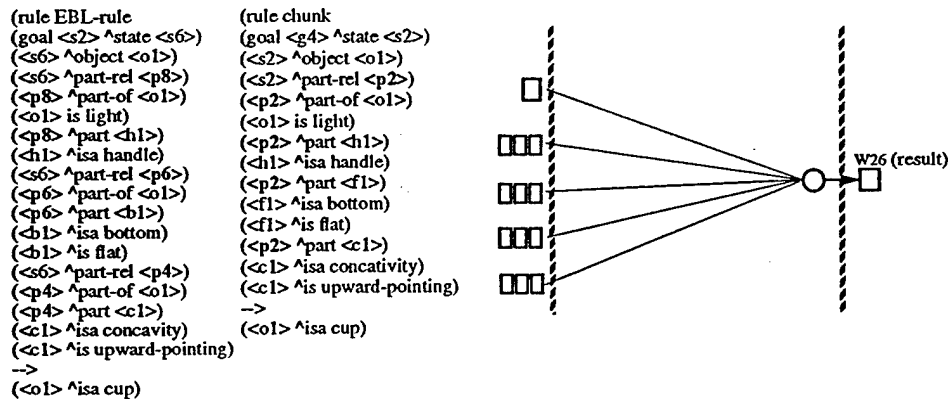 (rule EBL-rule
(goal <s2> ^state <s6>)
(<s6> ^object <o1>)
(<s6> ^part-rel <p8>)
(<p8> ^part-of <o1>)
(<o1> is light)
(<p8> ^part <h1>)
(<h1> ^isa handle)
(<s6> ^part-rel <p6>)
(<p6> ^part-of <o1>)
(<p6> ^part <b1>)
(<b1> ^isa bottom)
(<b1> ^is flat)
(<s6> ^part-rel <p4>)
(<p4> ^part-of <o1>)
(<p4> ^part <c1>)
(<c1> ^isa concavity)
(<c1> ^is upward-pointing)
-->
(<o1> ^isa cup)
(rule chunk
(goal <g4> ^state <s2>)
(<s2> ^object <o1>)
(<s2> ^part-rel <p2>)
(<p2> ^part-of <o1>)
(<o1> is light)
(<p2> ^part <h1>)
(<h1> ^isa handle)
(<p2> ^part <f1>)
(<f1> ^isa bottom)
(<f1> ^is flat)
(<p2> ^part <c1>)
(<c1> ^isa concativity)
(<c1> ^is upward-pointing)
-->
(<o1> ^isa cup)
W26 (result)